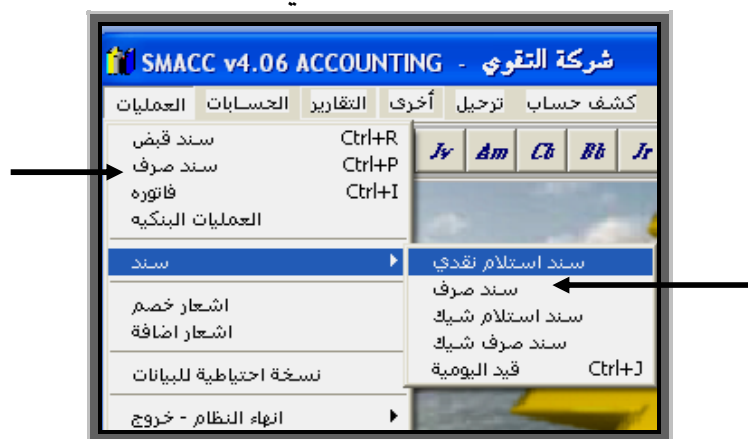 SMACC v4.06 ACCOUNTING - شركة التقوي
العمليات الحسابات التقارير أخرى ترحيل كشف حساب
سند قبض Ctrl+R
سند صرف Ctrl+P
فاتوره Ctrl+I
العمليات البنكيه
سند
اشعار خصم
اشعار اضافة
نسخة احتياطية للبيانات
انهاء النظام - خروج
Jv Am Cb Bb Jr
سند استلام نقدي
سند صرف
سند استلام شيك
سند صرف شيك
قيد اليومية Ctrl+J